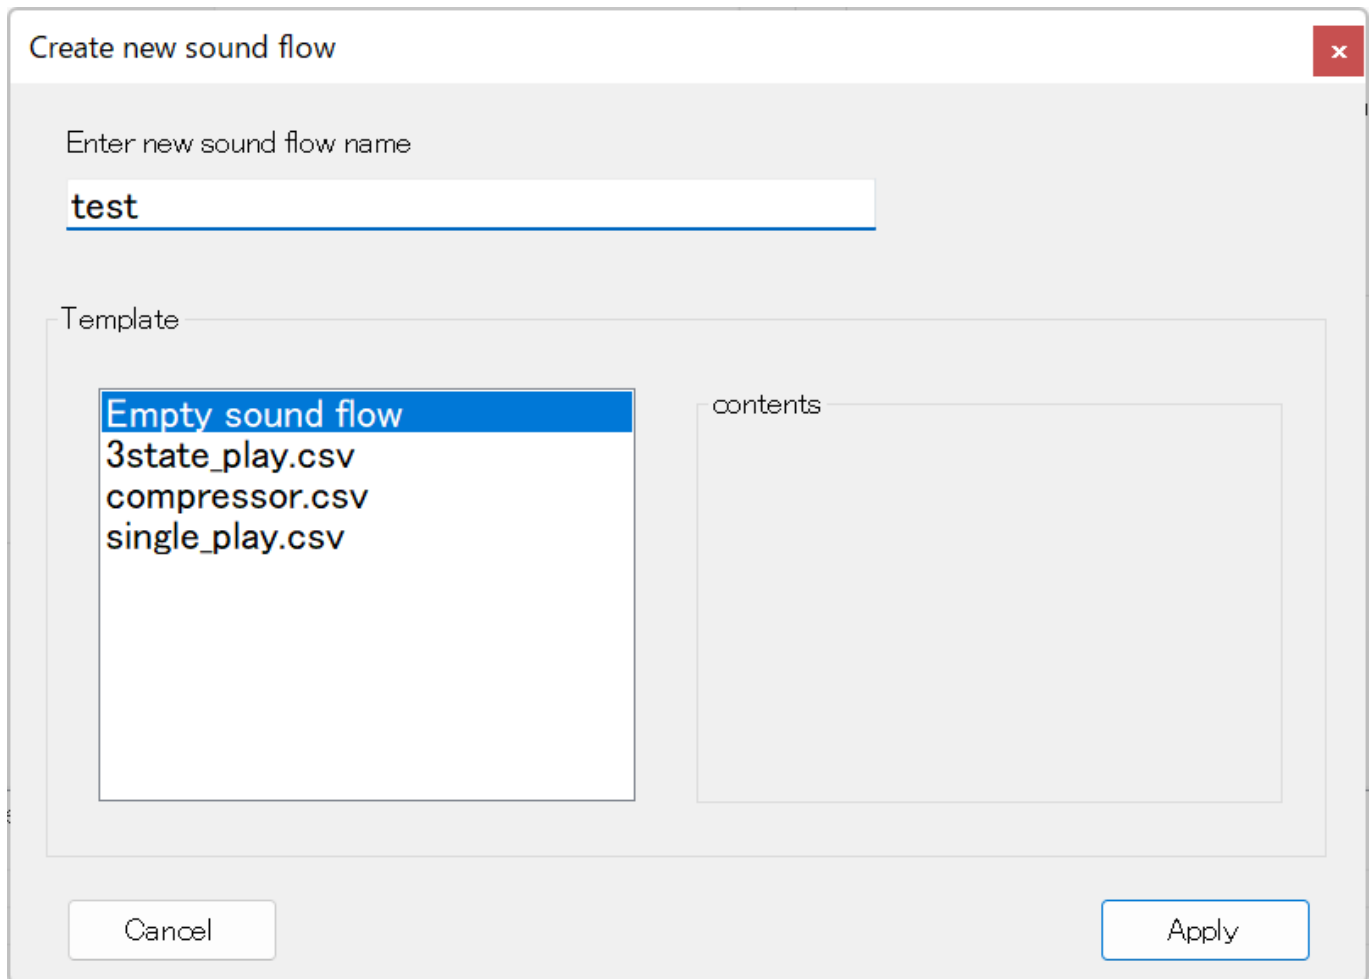 Create new sound flow
x
Enter new sound flow name
test
Template
Empty sound flow
3state_play.csv
compressor.csv
single_play.csv
contents
Cancel
Apply